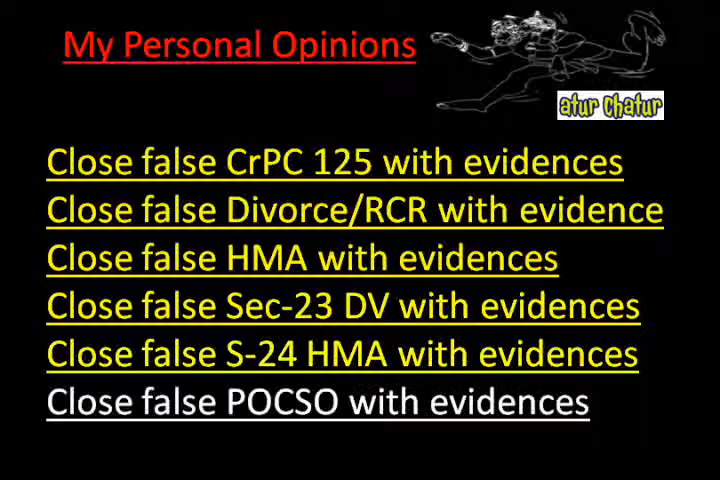 My Personal Opinions
atur chatur
Close false CrPC 125 with evidences
Close false Divorce/RCR with evidence
Close false HMA with evidences
Close false Sec-23 DV with evidences
Close false S-24 HMA with evidences
Close false POCSO with evidences